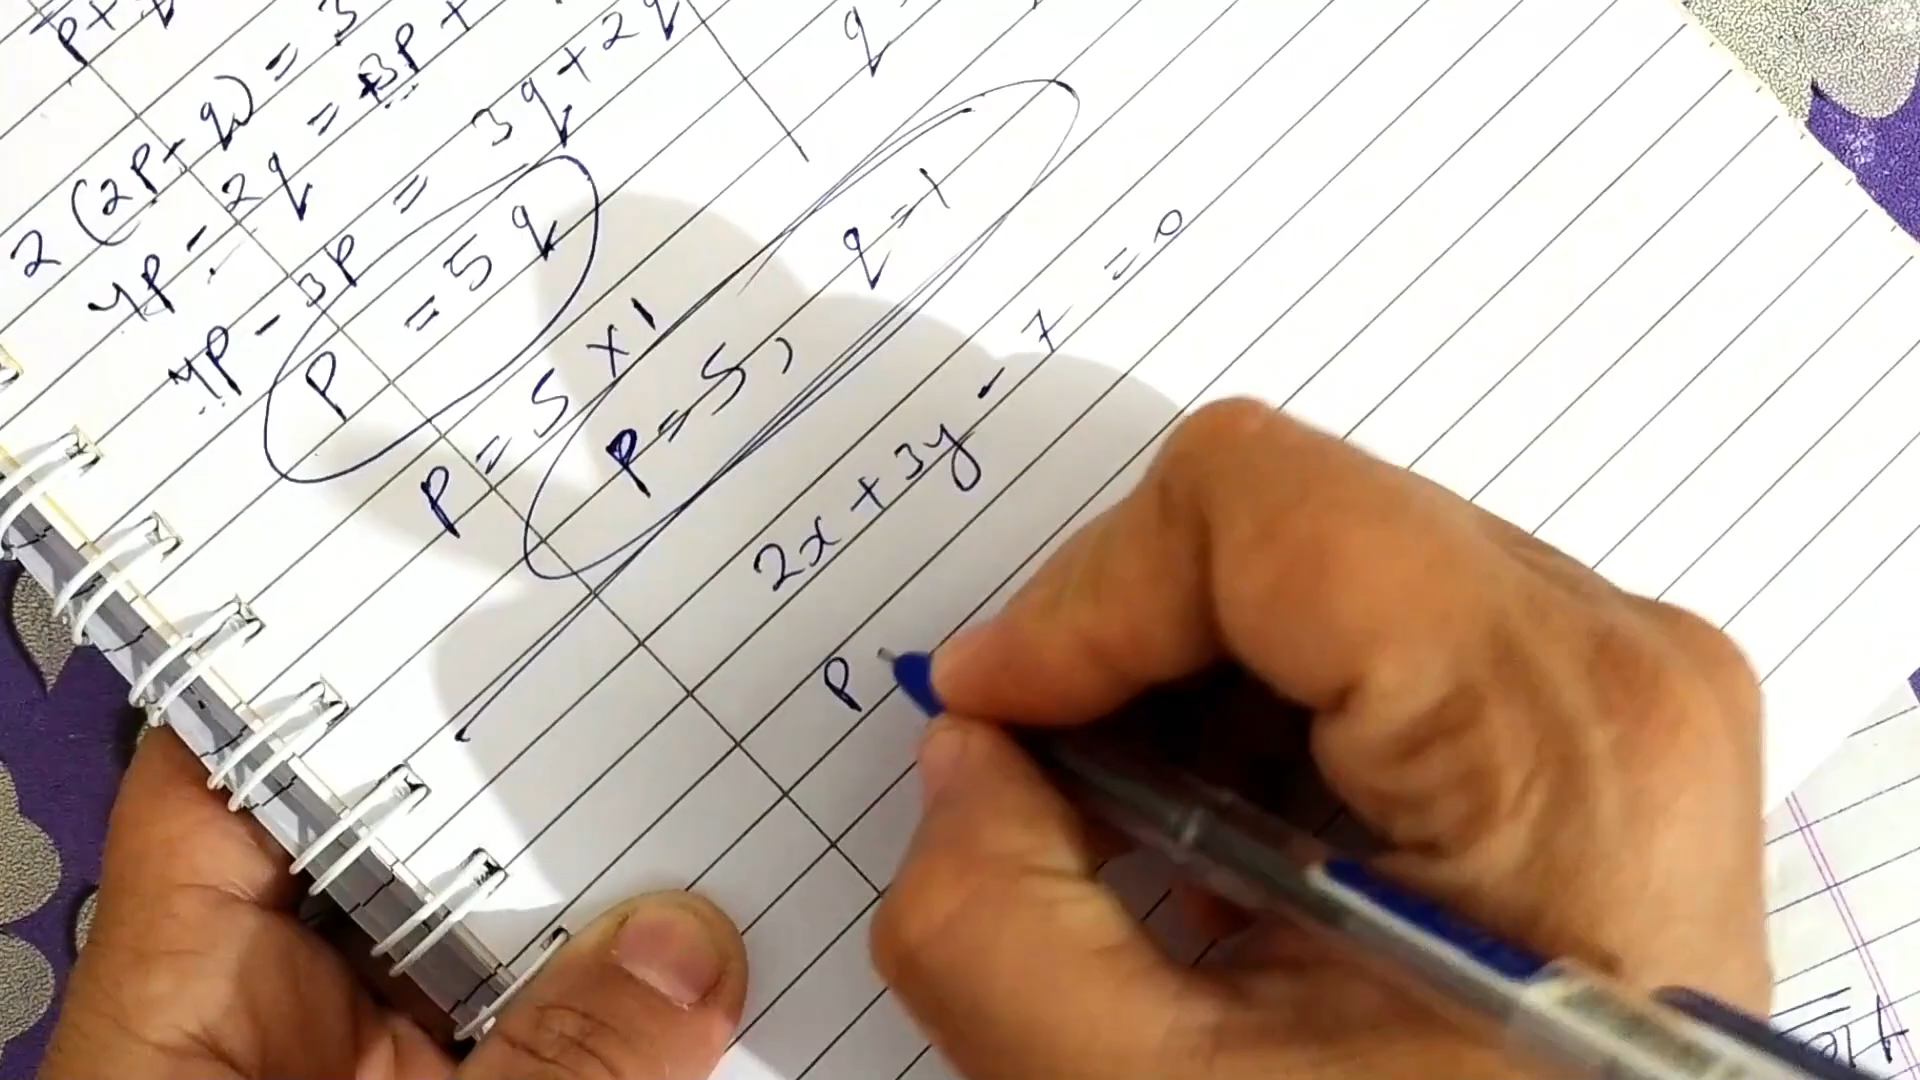 2 (2P - q) = 3
4P - 2q = 3P +
4P - 3P = 3q + 2q
P = 5q
P = 5 × 1
P = 5, q = 1
2x + 3y - 7 = 0
P